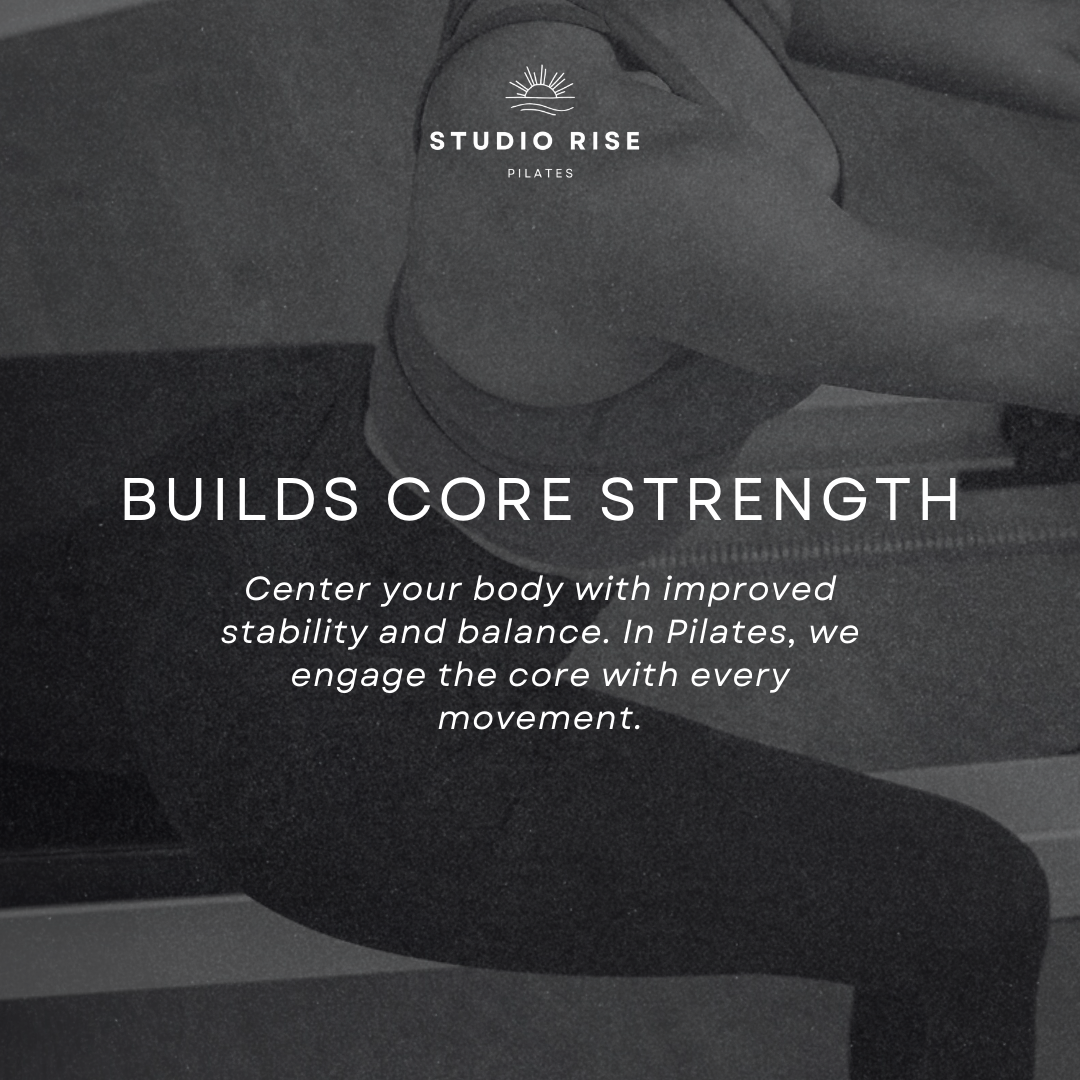 STUDIO RISE
PILATES
BUILDS CORE STRENGTH
Center your body with improved
stability and balance. In Pilates, we
engage the core with every
movement.